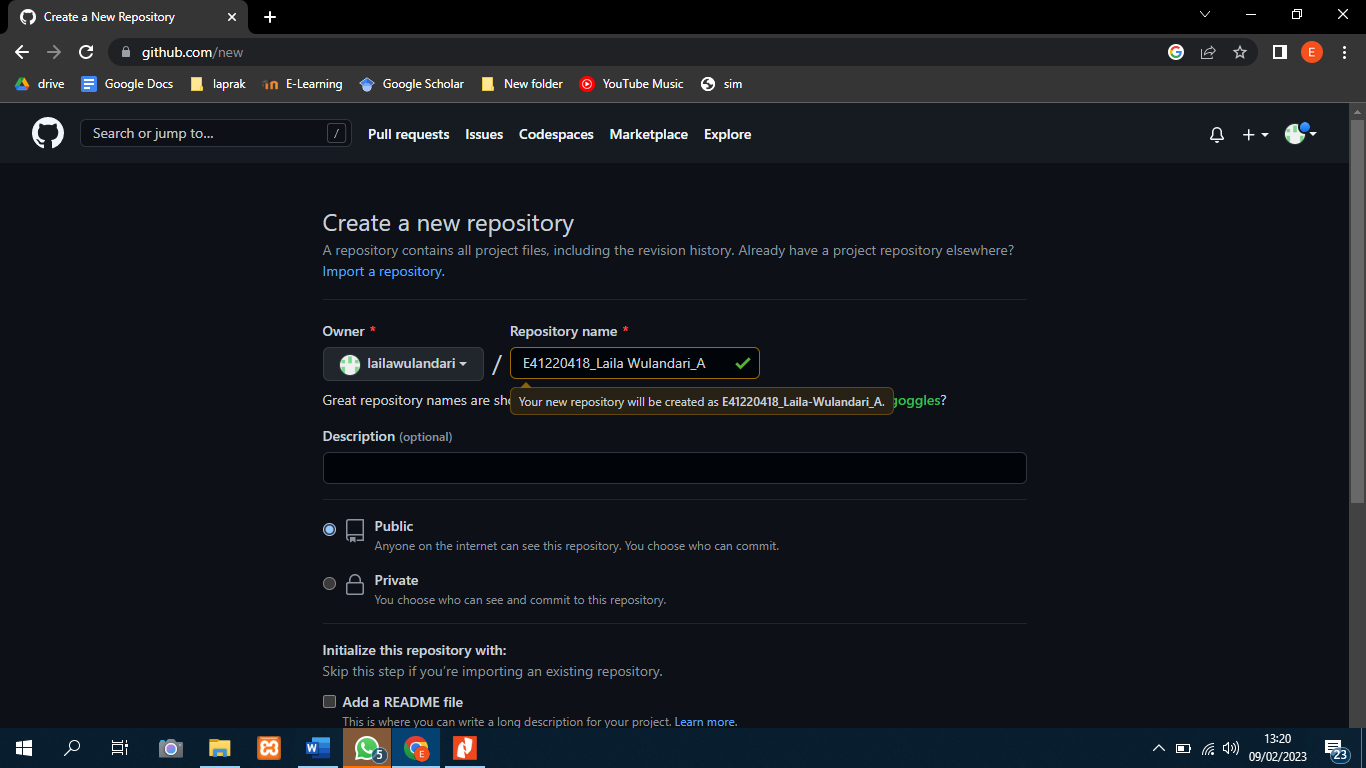 Create a New Repository
github.com/new
E
drive Google Docs laprak E-Learning Google Scholar New folder YouTube Music sim
Search or jump to... / Pull requests Issues Codespaces Marketplace Explore
Create a new repository
A repository contains all project files, including the revision history. Already have a project repository elsewhere?
Import a repository.
Owner * Repository name *
lailawulandari / E41220418_Laila Wulandari_A
Great repository names are Your new repository will be created as E41220418_Laila-Wulandari_A. ?
Description (optional)
Public
Anyone on the internet can see this repository. You choose who can commit.
Private
You choose who can see and commit to this repository.
Initialize this repository with:
Skip this step if you're importing an existing repository.
Add a README file
This is where you can write a long description for your project. Learn more.
W 5 E
13:20
09/02/2023
23